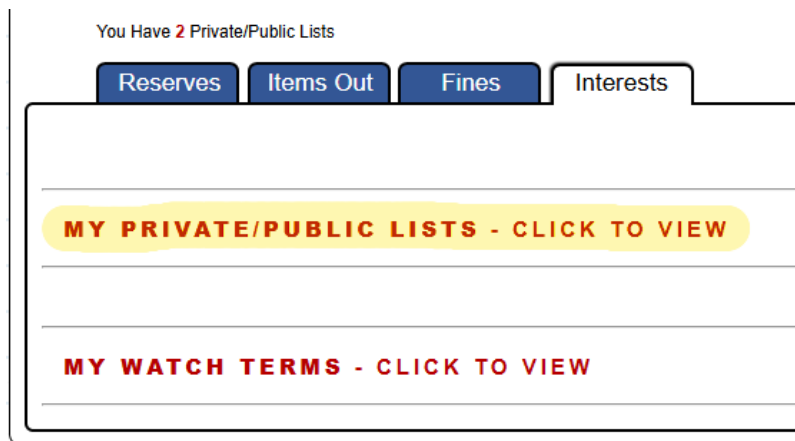 You Have 2 Private/Public Lists
Reserves Items Out Fines Interests
MY PRIVATE/PUBLIC LISTS - CLICK TO VIEW
MY WATCH TERMS - CLICK TO VIEW